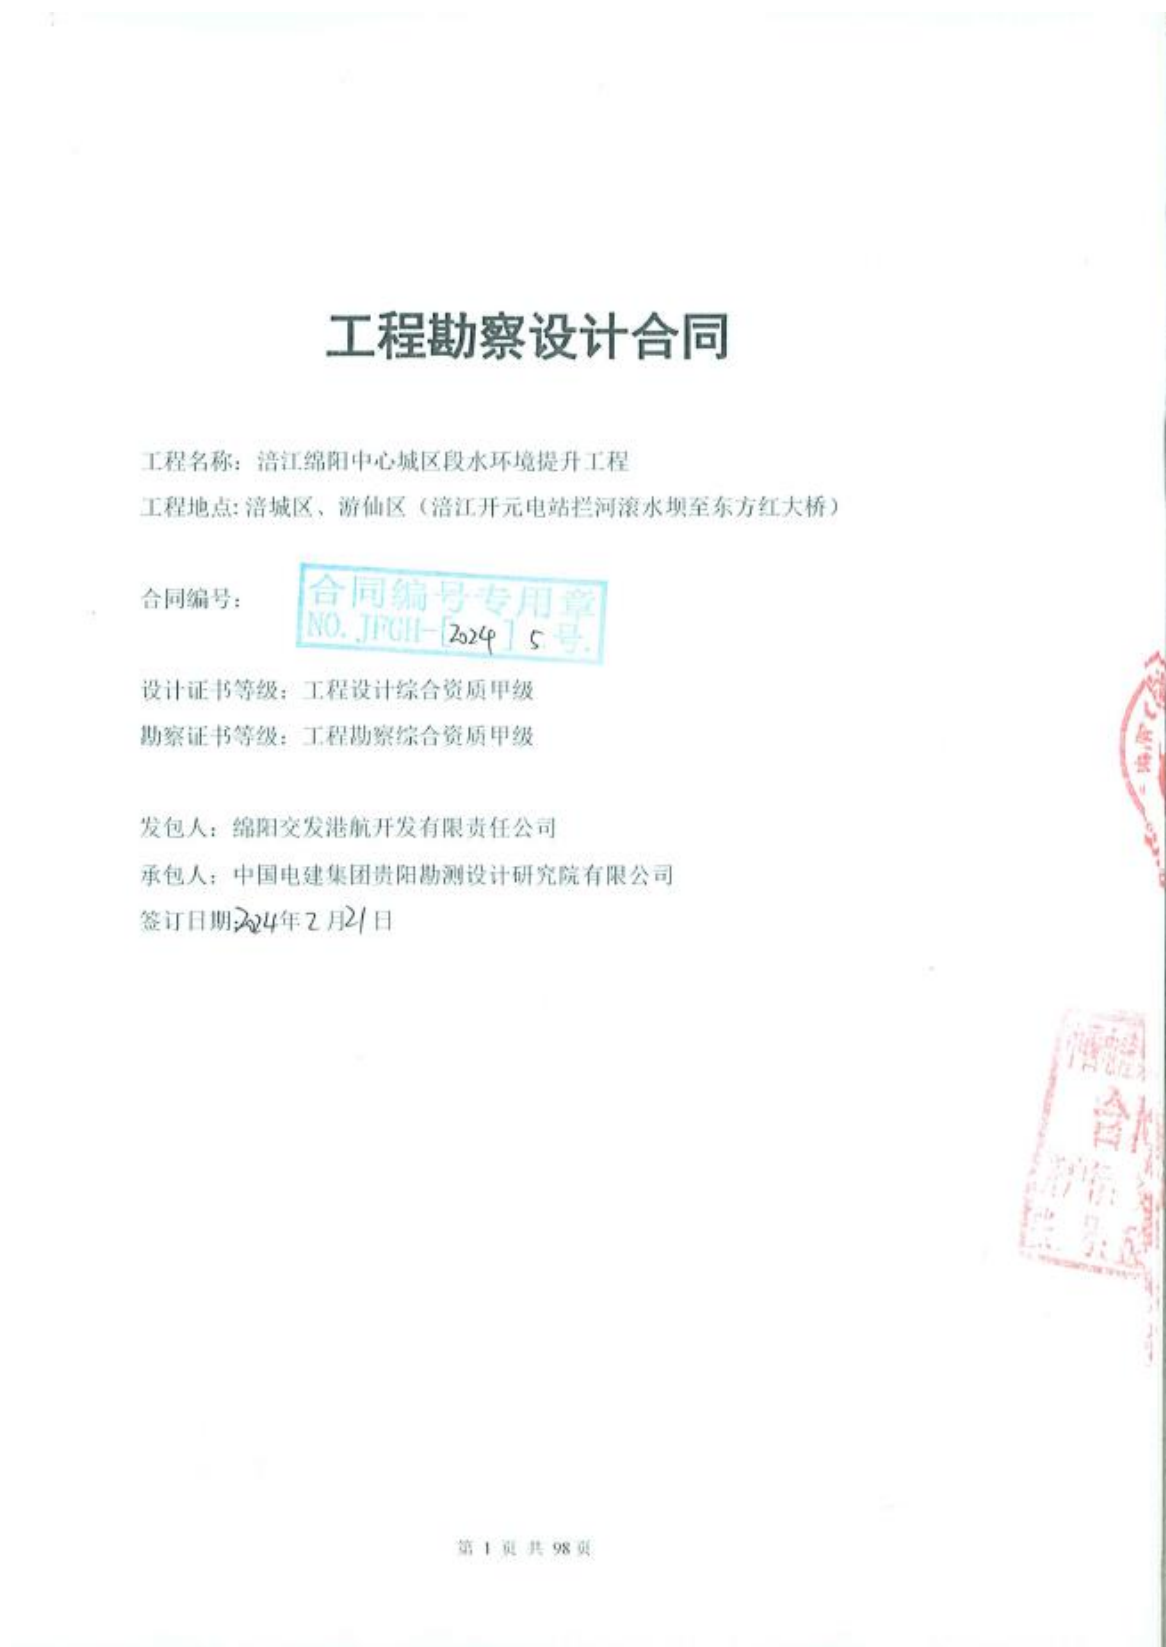 工程勘察设计合同
工程名称：涪江绵阳中心城区段水环境提升工程
工程地点: 涪城区、游仙区（涪江开元电站拦河滚水坝至东方红大桥）
合同编号：
合同编号专用章
NO. JFGH-[2024] 5 号.
设计证书等级：工程设计综合资质甲级
勘察证书等级：工程勘察综合资质甲级
发包人：绵阳交发港航开发有限责任公司
承包人：中国电建集团贵阳勘测设计研究院有限公司
签订日期:2024年2月21日
第 1 页 共 98 页